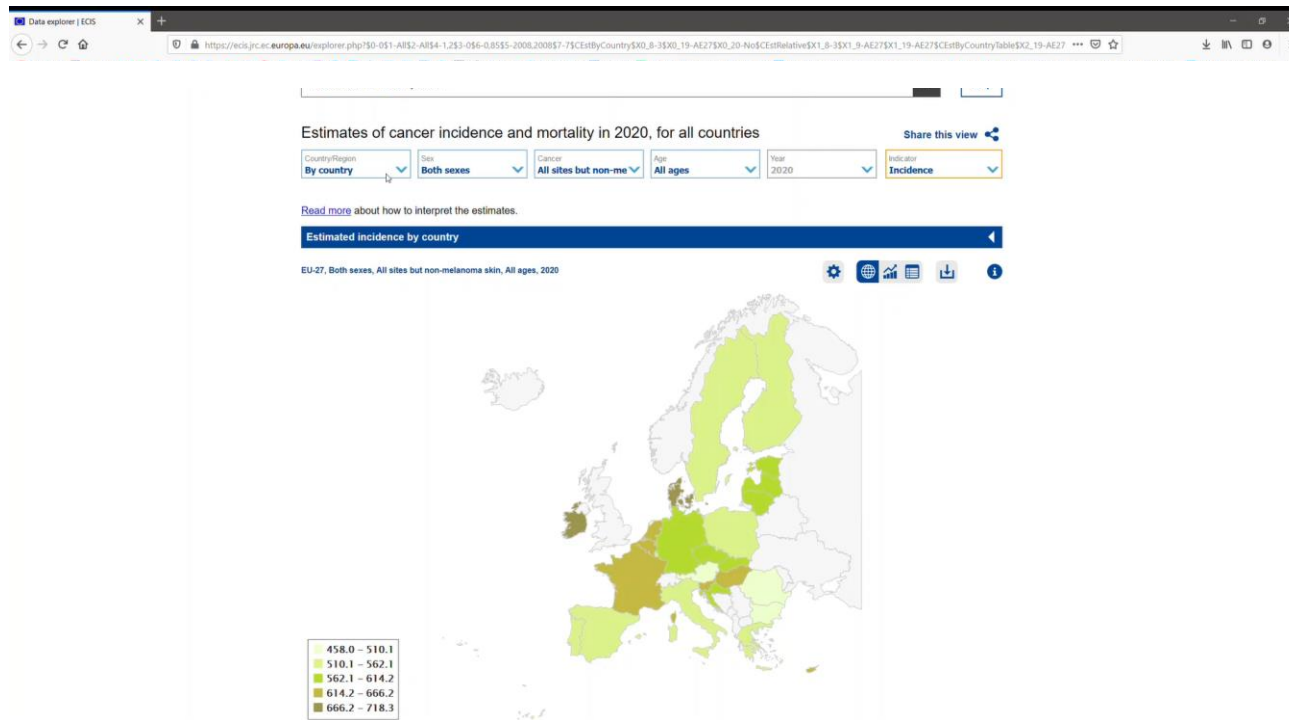 Data explorer | ECIS
https://ecis.jrc.ec.europa.eu/explorer.php?$0-0$1-All$2-All$4-1,2$3-0$6-0,85$5-2008,2008$7-7$CEstByCountry$X0_8-3$X0_19-AE27$X0_20-No$CEstRelative$X1_8-3$X1_9-AE27$X1_19-AE27$CEstByCountryTable$X2_19-AE27
Estimates of cancer incidence and mortality in 2020, for all countries
Share this view
Country/Region
By country
Sex
Both sexes
Cancer
All sites but non-me
Age
All ages
Year
2020
Indicator
Incidence
Read more about how to interpret the estimates.
Estimated incidence by country
EU-27, Both sexes, All sites but non-melanoma skin, All ages, 2020
458.0 – 510.1
510.1 – 562.1
562.1 – 614.2
614.2 – 666.2
666.2 – 718.3